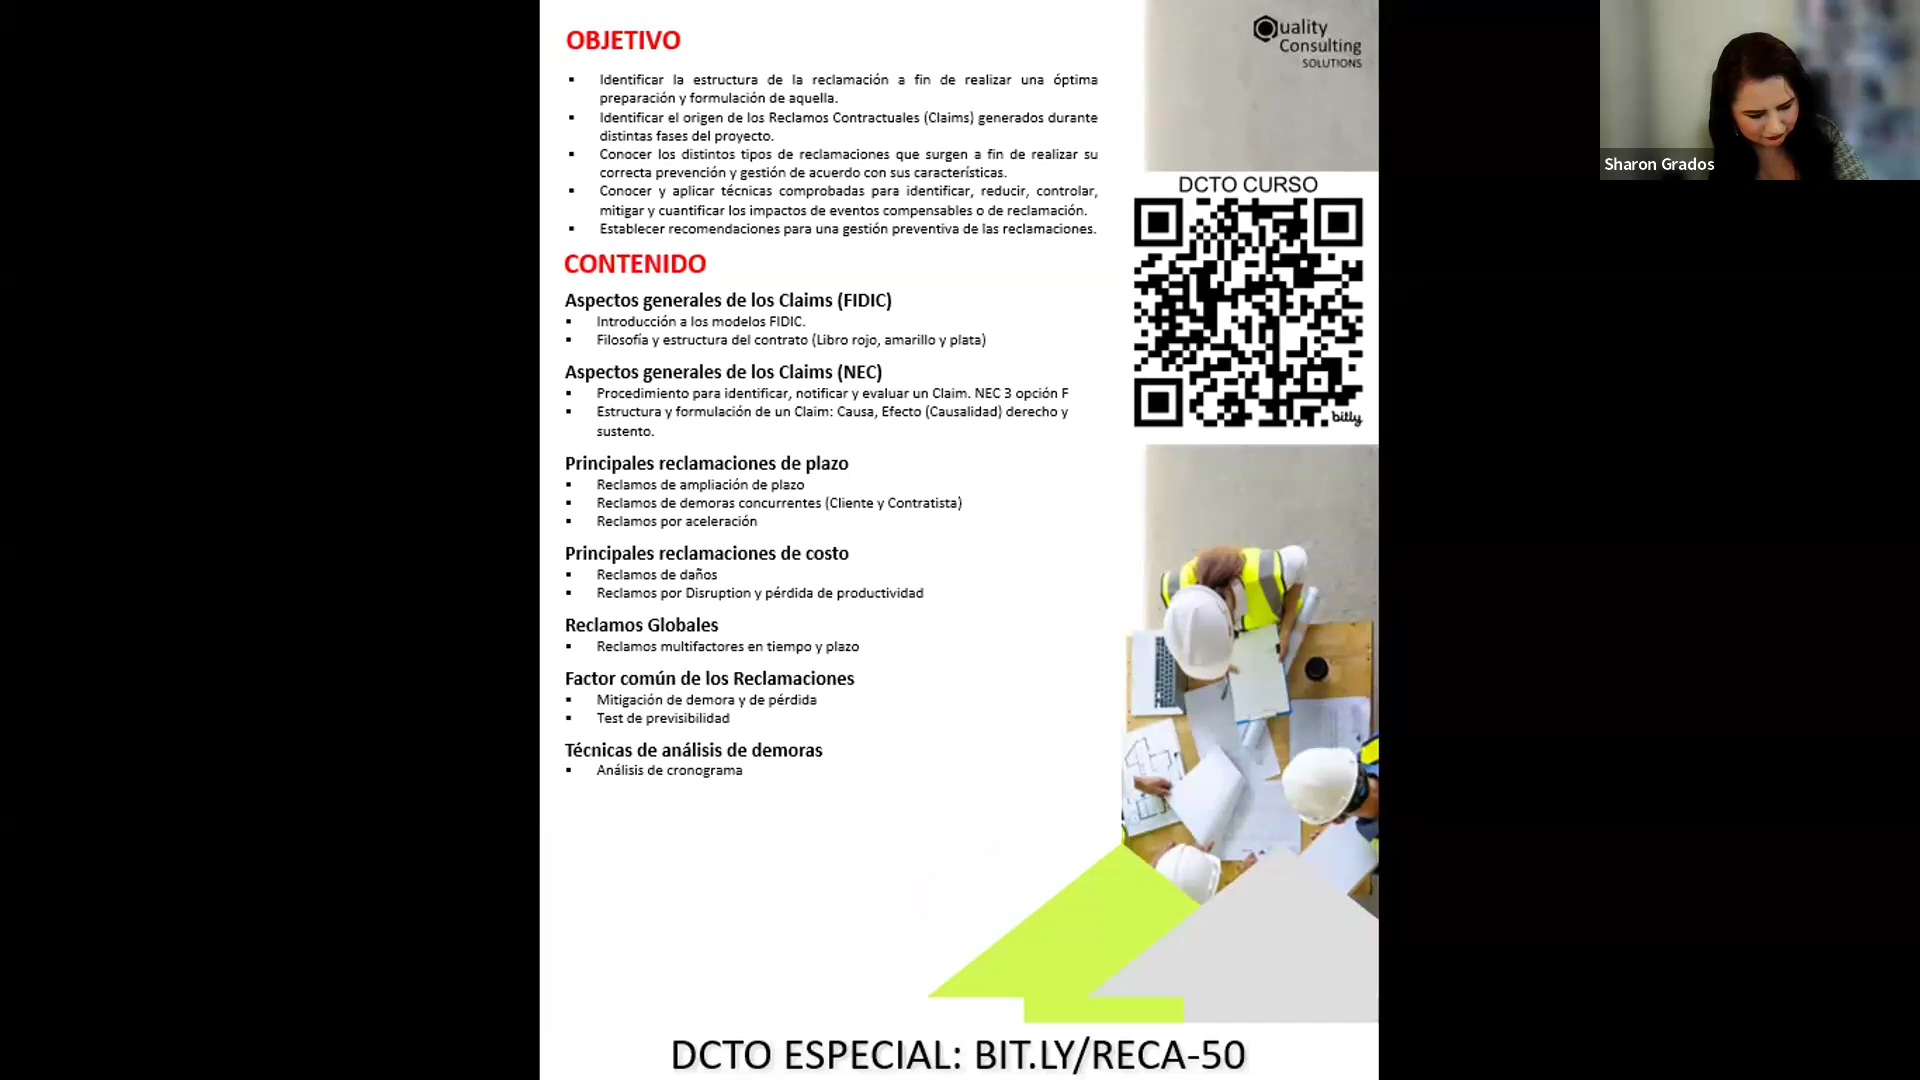 OBJETIVO
▪ Identificar la estructura de la reclamación a fin de realizar una óptima
preparación y formulación de aquella.
▪ Identificar el origen de los Reclamos Contractuales (Claims) generados durante
distintas fases del proyecto.
▪ Conocer los distintos tipos de reclamaciones que surgen a fin de realizar su
correcta prevención y gestión de acuerdo con sus características.
▪ Conocer y aplicar técnicas comprobadas para identificar, reducir, controlar,
mitigar y cuantificar los impactos de eventos compensables o de reclamación.
▪ Establecer recomendaciones para una gestión preventiva de las reclamaciones.
CONTENIDO
Aspectos generales de los Claims (FIDIC)
▪ Introducción a los modelos FIDIC.
▪ Filosofía y estructura del contrato (Libro rojo, amarillo y plata)
Aspectos generales de los Claims (NEC)
▪ Procedimiento para identificar, notificar y evaluar un Claim. NEC 3 opción F
▪ Estructura y formulación de un Claim: Causa, Efecto (Causalidad) derecho y
sustento.
Principales reclamaciones de plazo
▪ Reclamos de ampliación de plazo
▪ Reclamos de demoras concurrentes (Cliente y Contratista)
▪ Reclamos por aceleración
Principales reclamaciones de costo
▪ Reclamos de daños
▪ Reclamos por Disruption y pérdida de productividad
Reclamos Globales
▪ Reclamos multifactores en tiempo y plazo
Factor común de los Reclamaciones
▪ Mitigación de demora y de pérdida
▪ Test de previsibilidad
Técnicas de análisis de demoras
▪ Análisis de cronograma
Quality
Consulting
SOLUTIONS
DCTO CURSO
bitly
DCTO ESPECIAL: BIT.LY/RECA-50
Sharon Grados